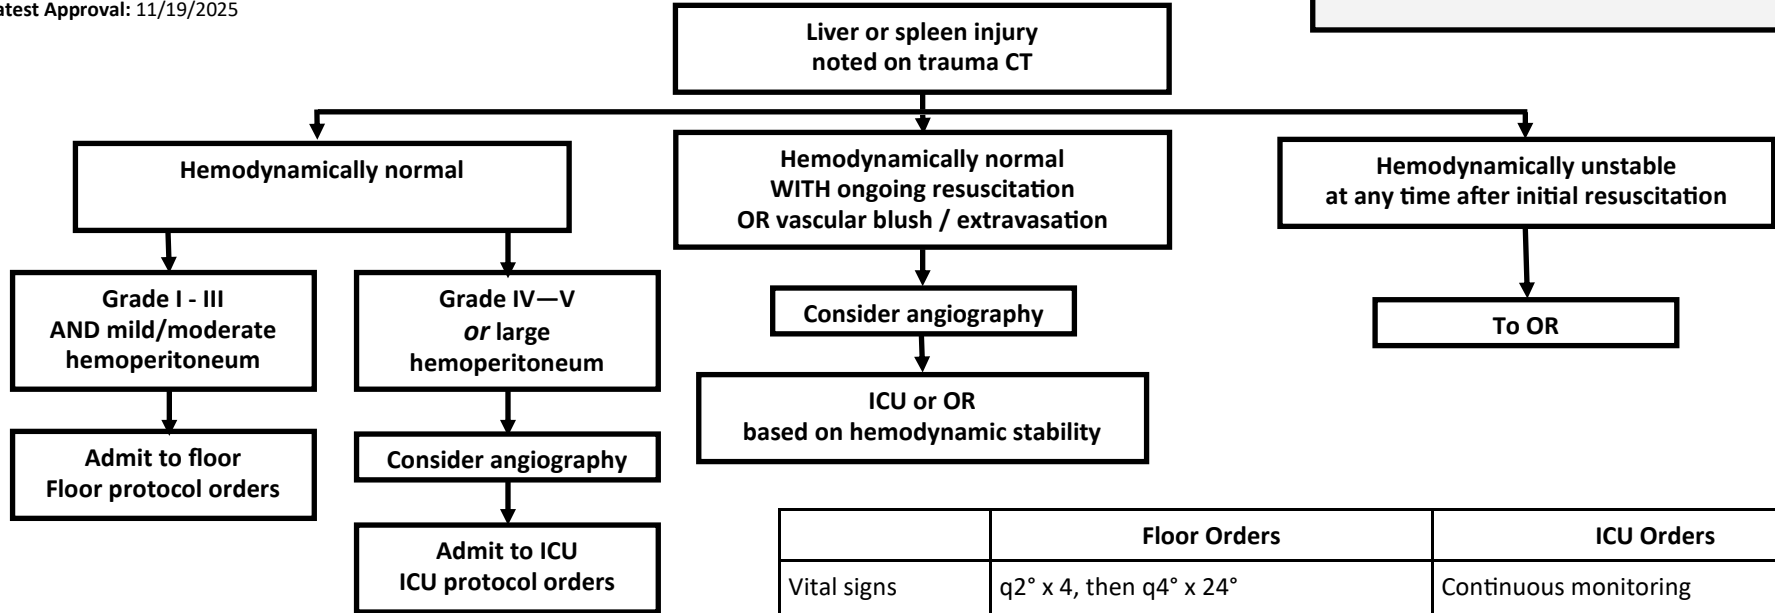 atest Approval: 11/19/2025
Liver or spleen injury
noted on trauma CT
Hemodynamically normal
Hemodynamically normal
WITH ongoing resuscitation
OR vascular blush / extravasation
Hemodynamically unstable
at any time after initial resuscitation
Grade I - III
AND mild/moderate
hemoperitoneum
Grade IV—V
or large
hemoperitoneum
Consider angiography
To OR
ICU or OR
based on hemodynamic stability
Admit to floor
Floor protocol orders
Consider angiography
Admit to ICU
ICU protocol orders
Floor Orders
ICU Orders
Vital signs
q2° x 4, then q4° x 24°
Continuous monitoring